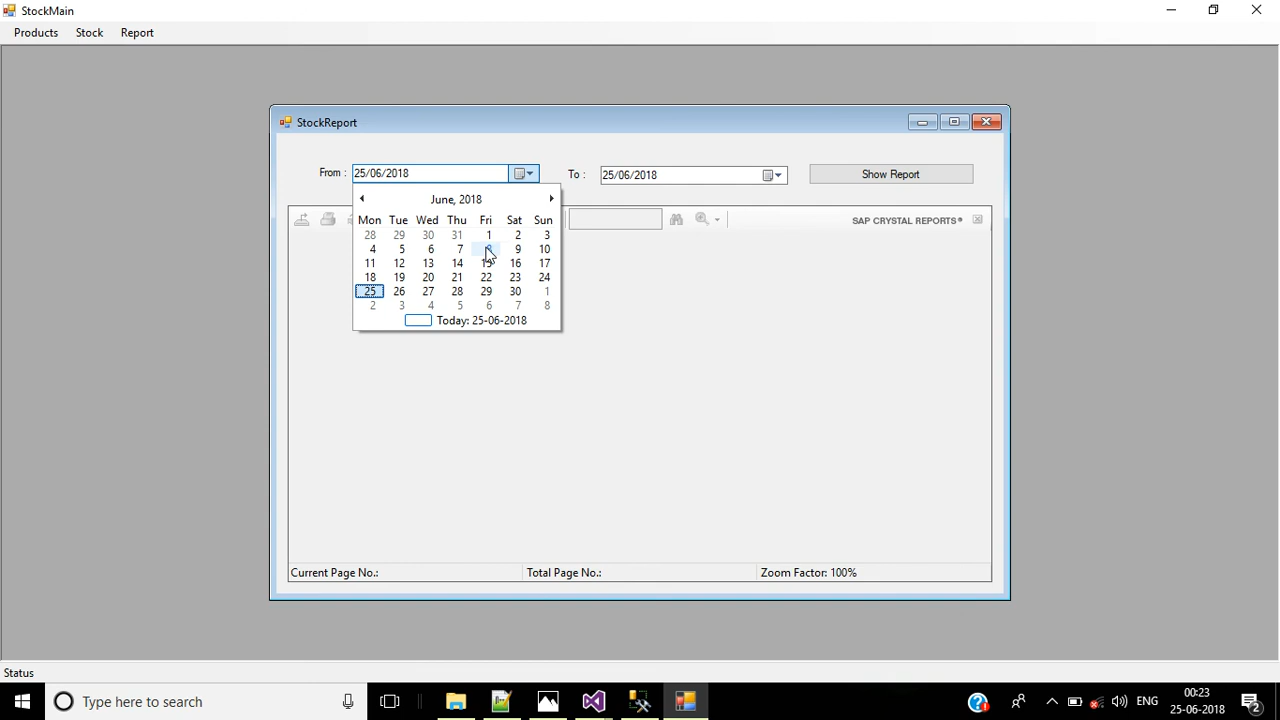 StockMain
Products Stock Report
StockReport
From : 25/06/2018 To : 25/06/2018 Show Report
June, 2018
SAP CRYSTAL REPORTS®
Mon Tue Wed Thu Fri Sat Sun
28 29 30 31 1 2 3
4 5 6 7 8 9 10
11 12 13 14 15 16 17
18 19 20 21 22 23 24
25 26 27 28 29 30 1
2 3 4 5 6 7 8
Today: 25-06-2018
Current Page No.: Total Page No.: Zoom Factor: 100%
Status
Type here to search
ENG
00:23
25-06-2018
2